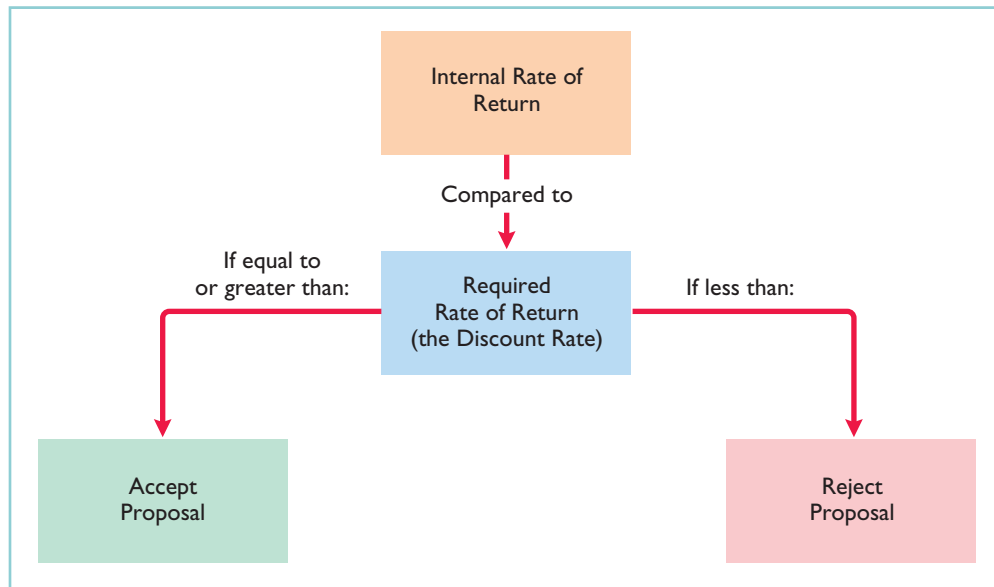 Internal Rate of
Return
Compared to
If equal to
or greater than:
Required
Rate of Return
(the Discount Rate)
If less than:
Accept
Proposal
Reject
Proposal